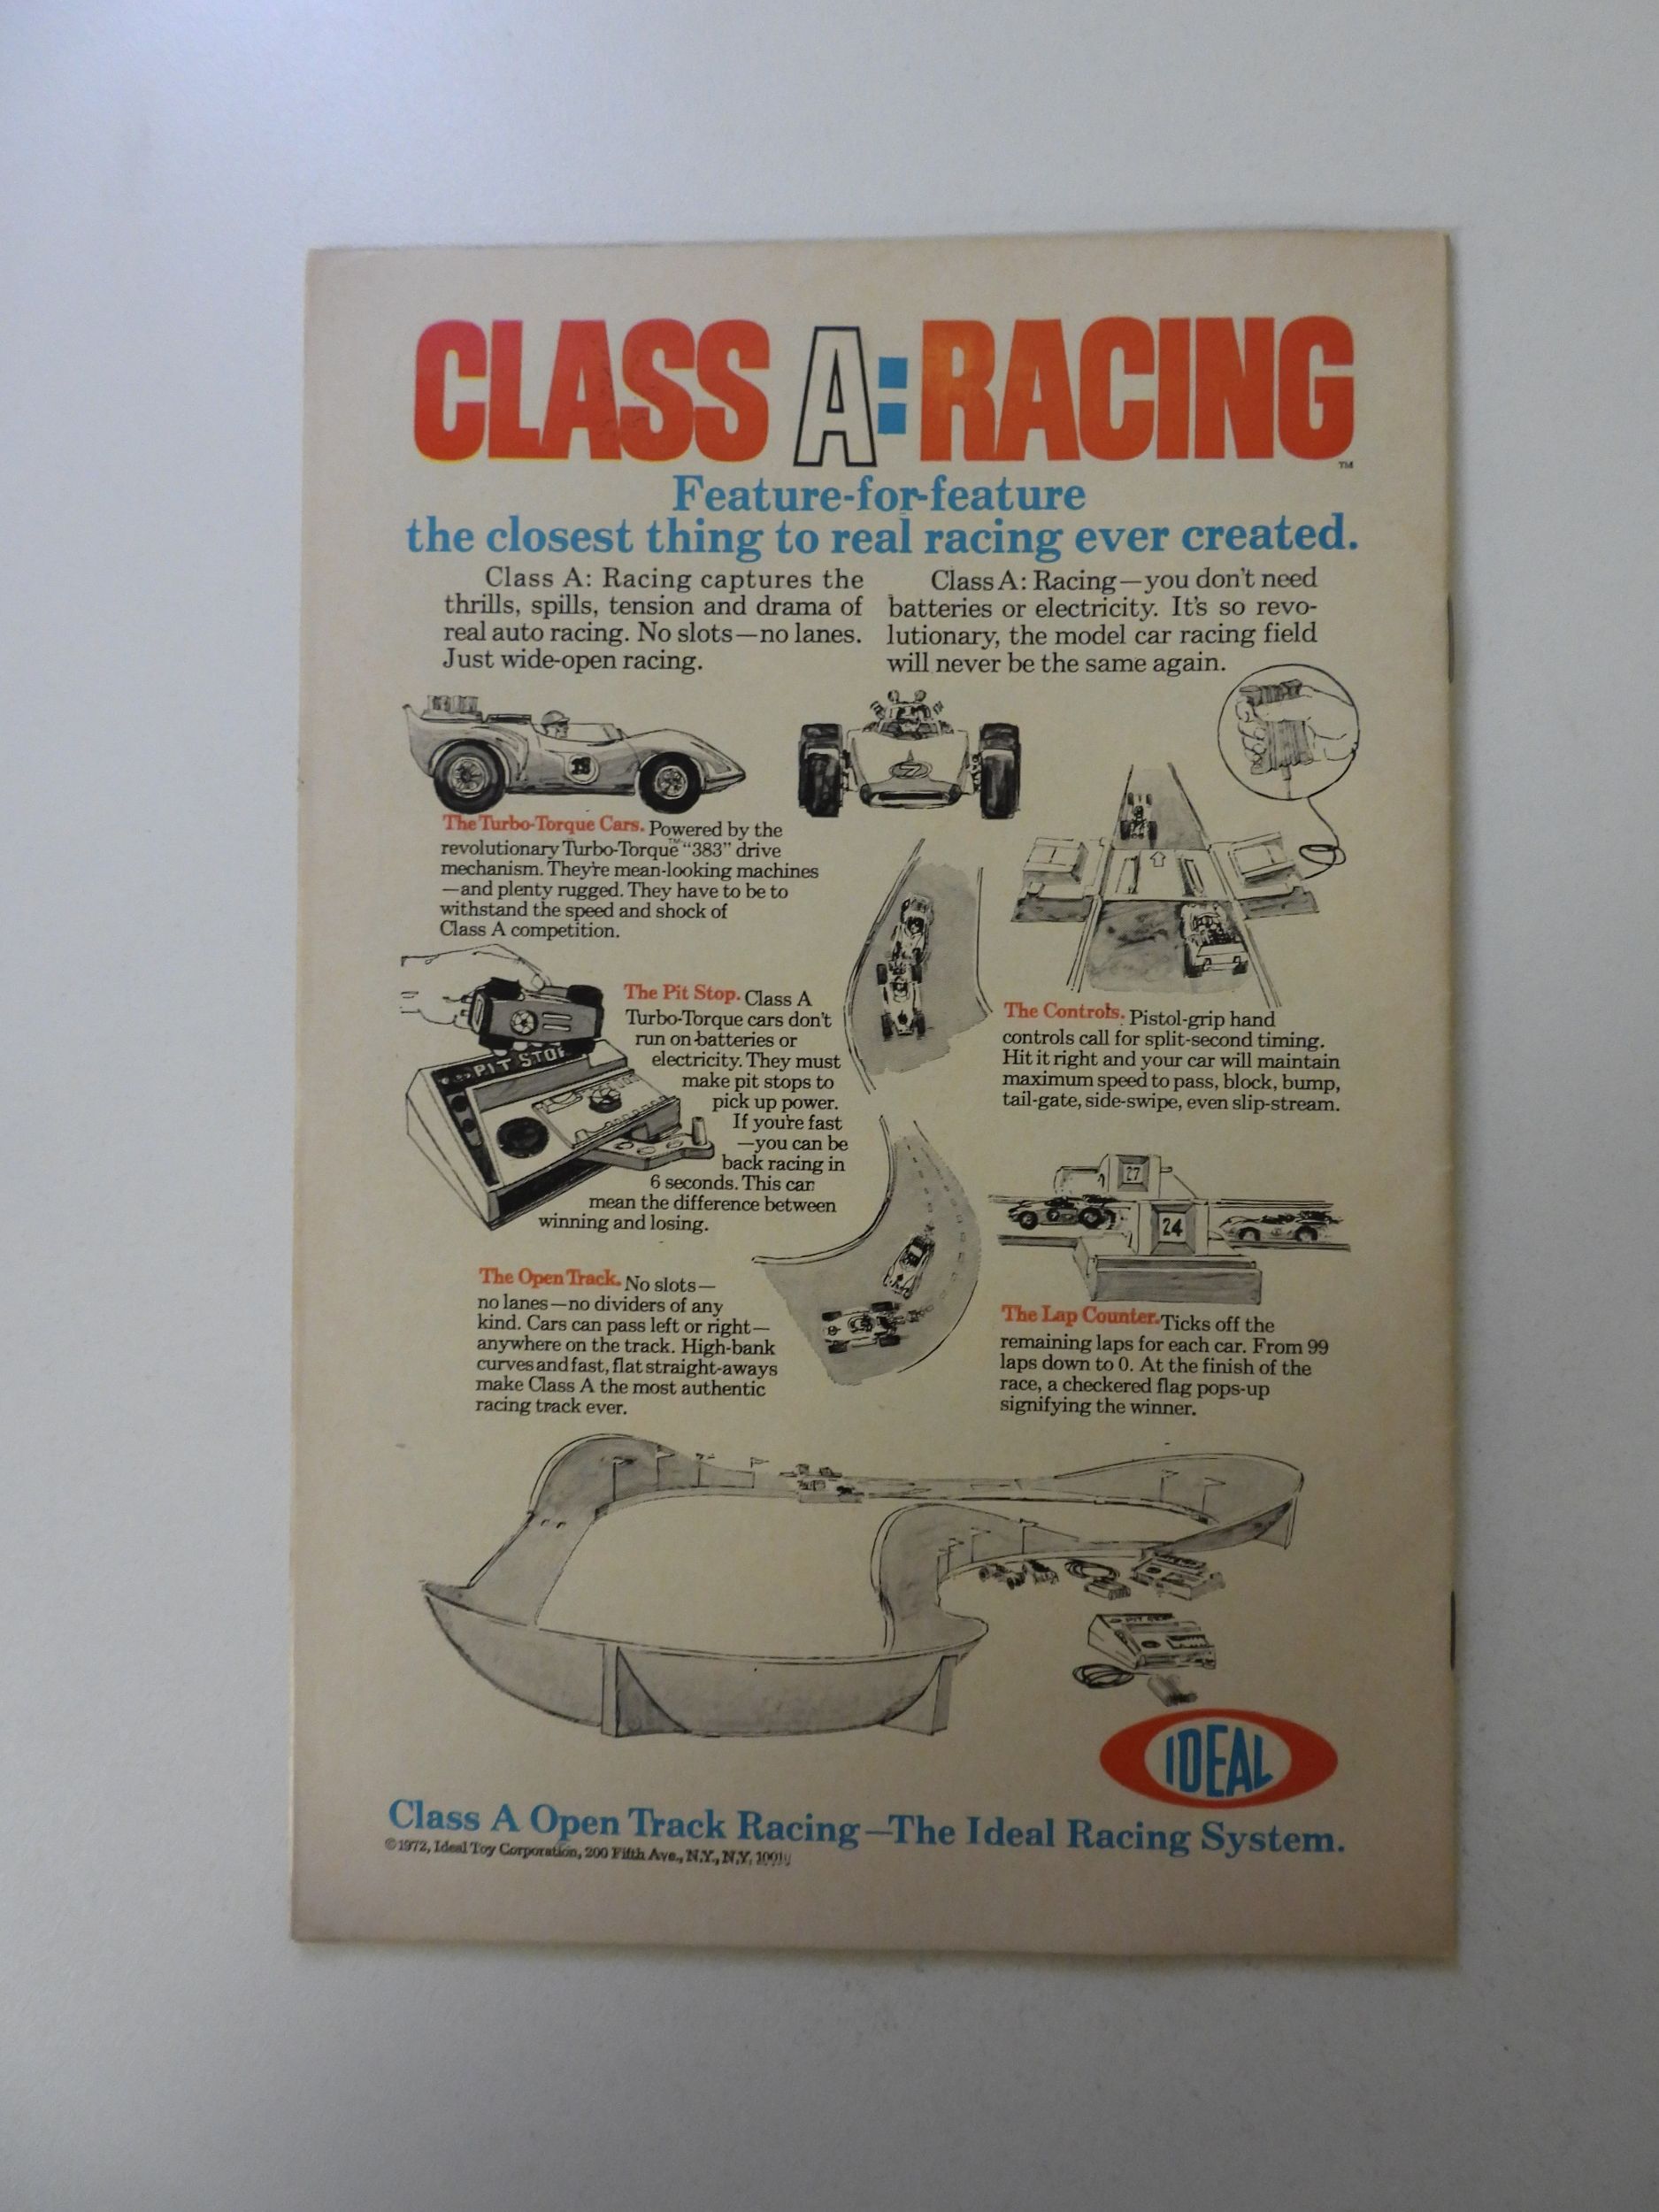 CLASS A: RACING
TM
Feature-for-feature
the closest thing to real racing ever created.
Class A: Racing captures the
thrills, spills, tension and drama of
real auto racing. No slots—no lanes.
Just wide-open racing.
Class A: Racing—you don't need
batteries or electricity. It's so revo-
lutionary, the model car racing field
will never be the same again.
The Turbo-Torque Cars. Powered by the
revolutionary Turbo-Torque™ "383" drive
mechanism. They're mean-looking machines
—and plenty rugged. They have to be to
withstand the speed and shock of
Class A competition.
PIT STOP
The Pit Stop. Class A
Turbo-Torque cars don't
run on batteries or
electricity. They must
make pit stops to
pick up power.
If you're fast
—you can be
back racing in
6 seconds. This can
mean the difference between
winning and losing.
The Controls. Pistol-grip hand
controls call for split-second timing.
Hit it right and your car will maintain
maximum speed to pass, block, bump,
tail-gate, side-swipe, even slip-stream.
27
24
The Open Track. No slots—
no lanes—no dividers of any
kind. Cars can pass left or right—
anywhere on the track. High-bank
curves and fast, flat straight-aways
make Class A the most authentic
racing track ever.
The Lap Counter. Ticks off the
remaining laps for each car. From 99
laps down to 0. At the finish of the
race, a checkered flag pops-up
signifying the winner.
IDEAL
Class A Open Track Racing—The Ideal Racing System.
©1972, Ideal Toy Corporation, 200 Fifth Ave., N.Y., N.Y.